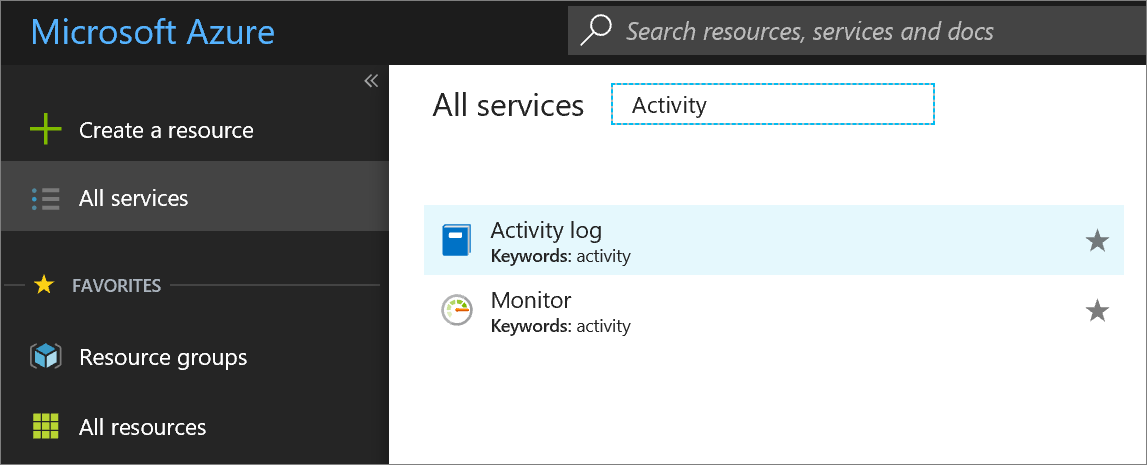 Microsoft Azure
Search resources, services and docs
Create a resource
All services
FAVORITES
Resource groups
All resources
All services
Activity
Activity log
Keywords: activity
Monitor
Keywords: activity